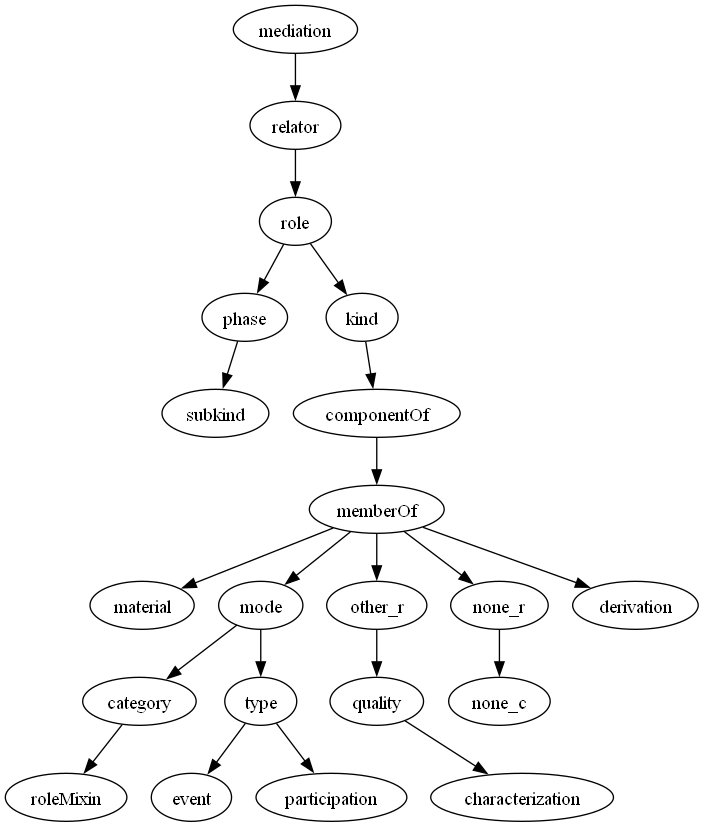 mediation
relator
role
phase
kind
subkind
componentOf
memberOf
material
mode
other_r
none_r
derivation
category
type
quality
none_c
roleMixin
event
participation
characterization